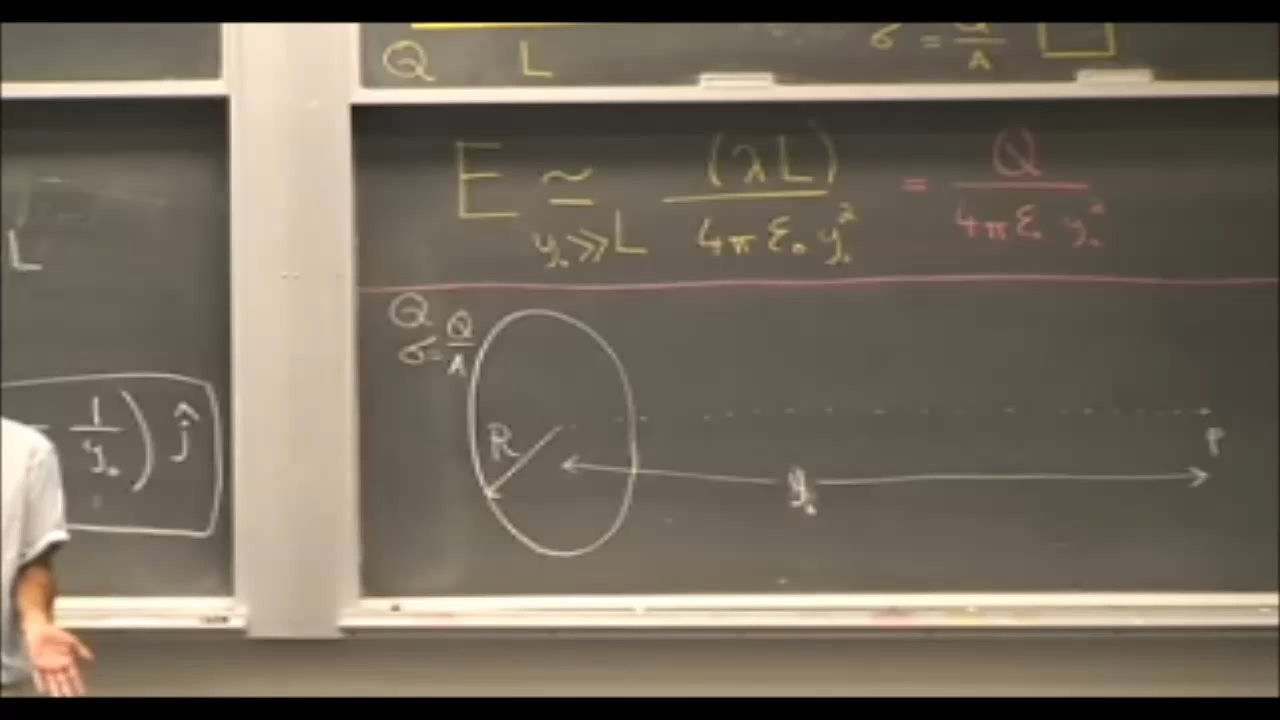 Q L
σ = Q/A
L
E ≃ (λL) / 4πε₀y₀² = Q / 4πε₀y₀²
y₀≫L
Q
σ = Q/A
- 1/y₀) ĵ
R
y₀
P